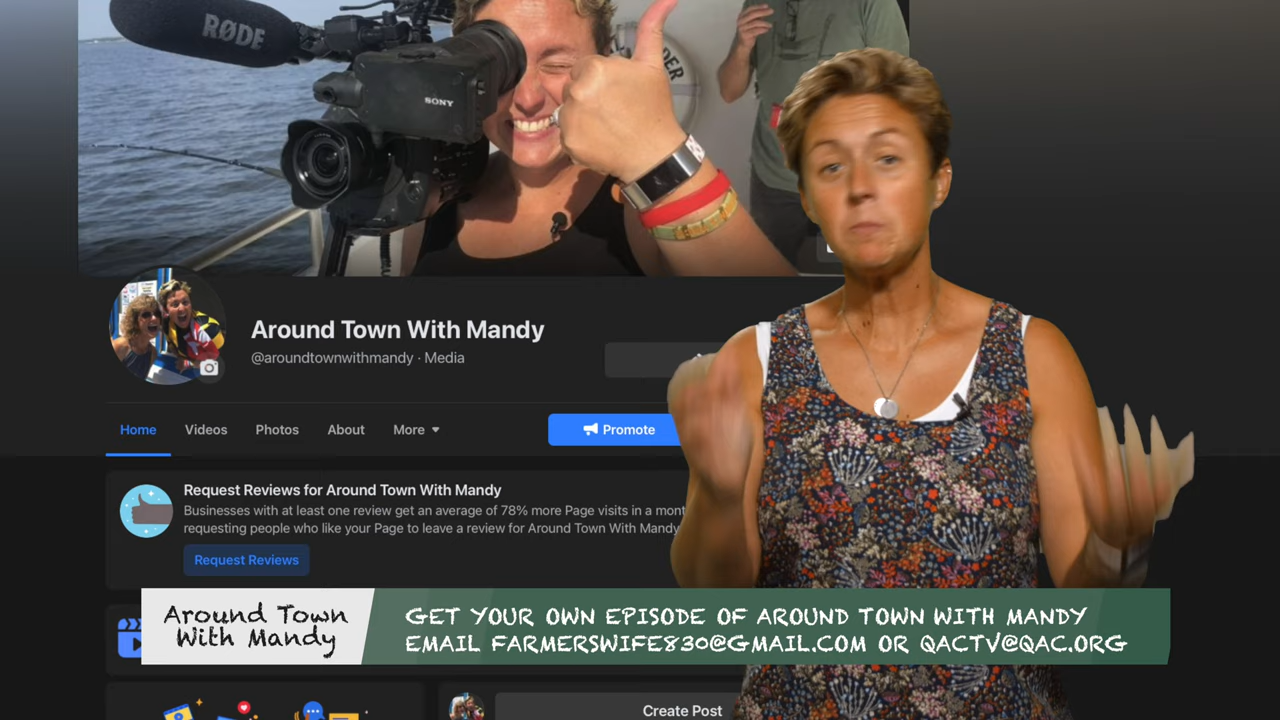 RØDE
SONY
DER
Around Town With Mandy
@aroundtownwithmandy · Media
Home Videos Photos About More
Promote
Request Reviews for Around Town With Mandy
Businesses with at least one review get an average of 78% more Page visits in a mont
requesting people who like your Page to leave a review for Around Town With Mandy
Request Reviews
Around Town
With Mandy
GET YOUR OWN EPISODE OF AROUND TOWN WITH MANDY
EMAIL FARMERSWIFE830@GMAIL.COM OR QACTV@QAC.ORG
Create Post